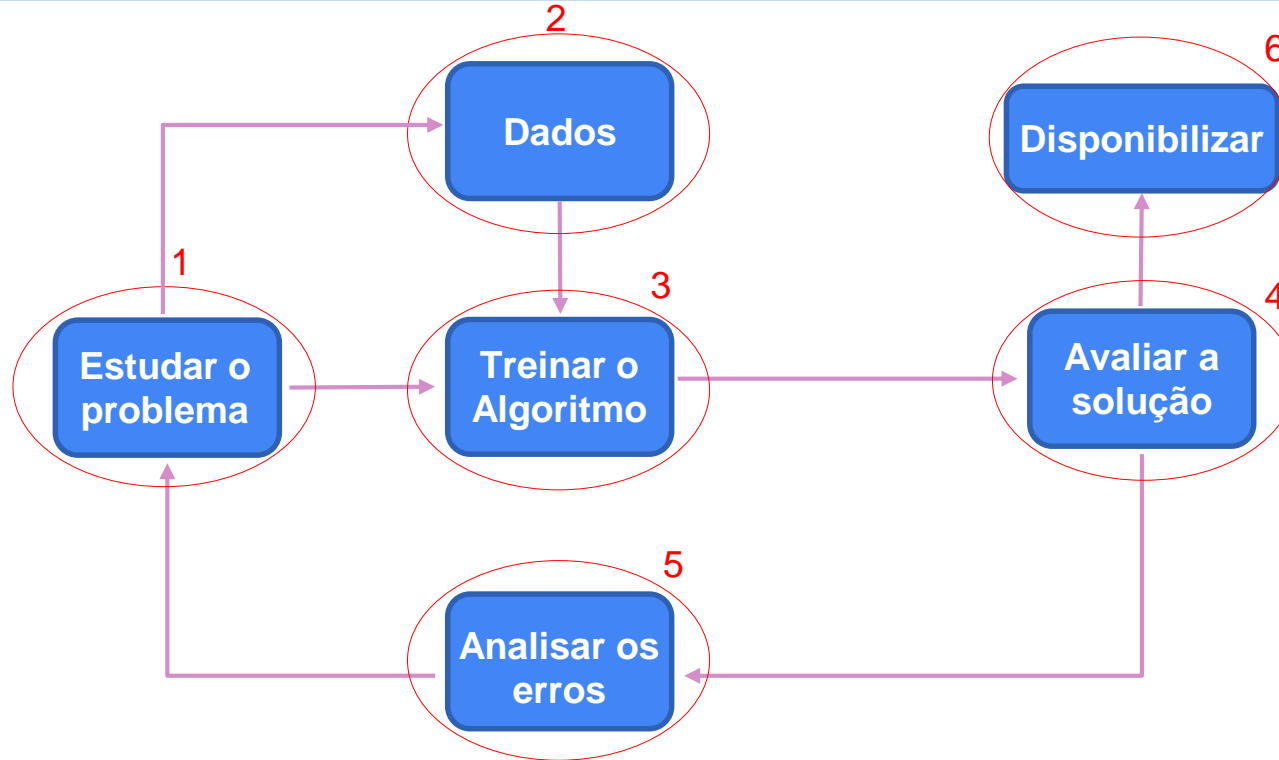 2
Dados
6
Disponibilizar
1
Estudar o
problema
3
Treinar o
Algoritmo
4
Avaliar a
solução
5
Analisar os
erros